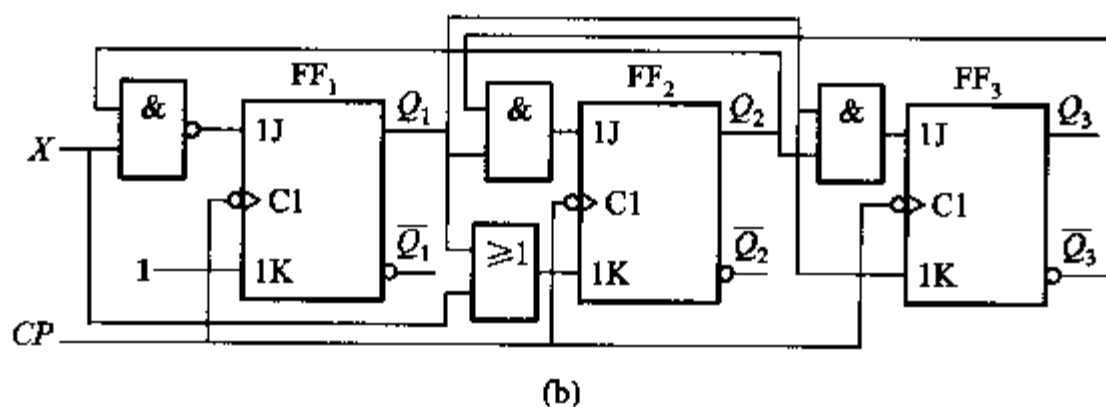 FF₁ FF₂ FF₃
& Q₁ & Q₂ & Q₃
1J 1J 1J
X
C1 C1 C1
Q̅₁ ≥1 Q̅₂ Q̅₃
1 1K 1K 1K
CP
(b)